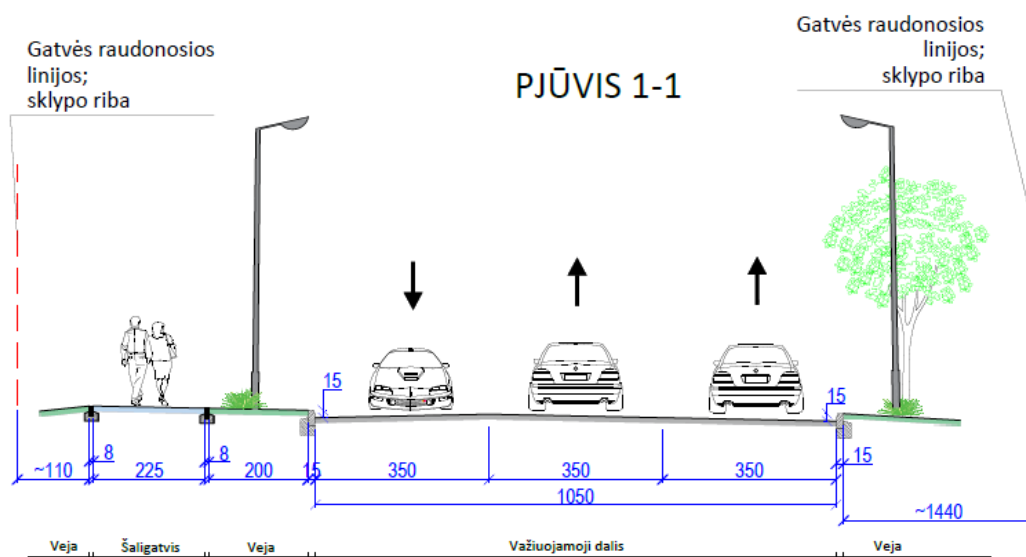 Gatvės raudonosios
linijos;
sklypo riba
PJŪVIS 1-1
Gatvės raudonosios
linijos;
sklypo riba
15
15
8
8
15
~110
225
200
15
350
350
350
1050
~1440
Veja
Šaligatvis
Veja
Važiuojamoji dalis
Veja